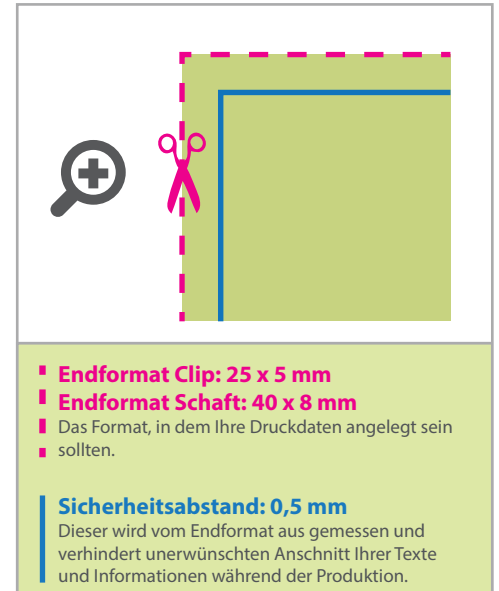 Endformat Clip: 25 x 5 mm
Endformat Schaft: 40 x 8 mm
Das Format, in dem Ihre Druckdaten angelegt sein
sollten.
Sicherheitsabstand: 0,5 mm
Dieser wird vom Endformat aus gemessen und
verhindert unerwünschten Anschnitt Ihrer Texte
und Informationen während der Produktion.